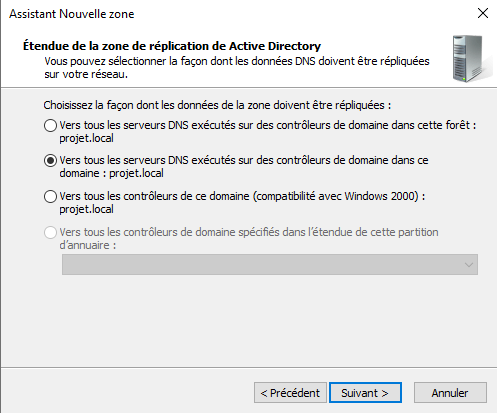 Assistant Nouvelle zone
Étendue de la zone de réplication de Active Directory
Vous pouvez sélectionner la façon dont les données DNS doivent être répliquées
sur votre réseau.
Choisissez la façon dont les données de la zone doivent être répliquées :
Vers tous les serveurs DNS exécutés sur des contrôleurs de domaine dans cette forêt :
projet.local
Vers tous les serveurs DNS exécutés sur des contrôleurs de domaine dans ce
domaine : projet.local
Vers tous les contrôleurs de ce domaine (compatibilité avec Windows 2000) :
projet.local
Vers tous les contrôleurs de domaine spécifiés dans l'étendue de cette partition
d'annuaire :
< Précédent
Suivant >
Annuler